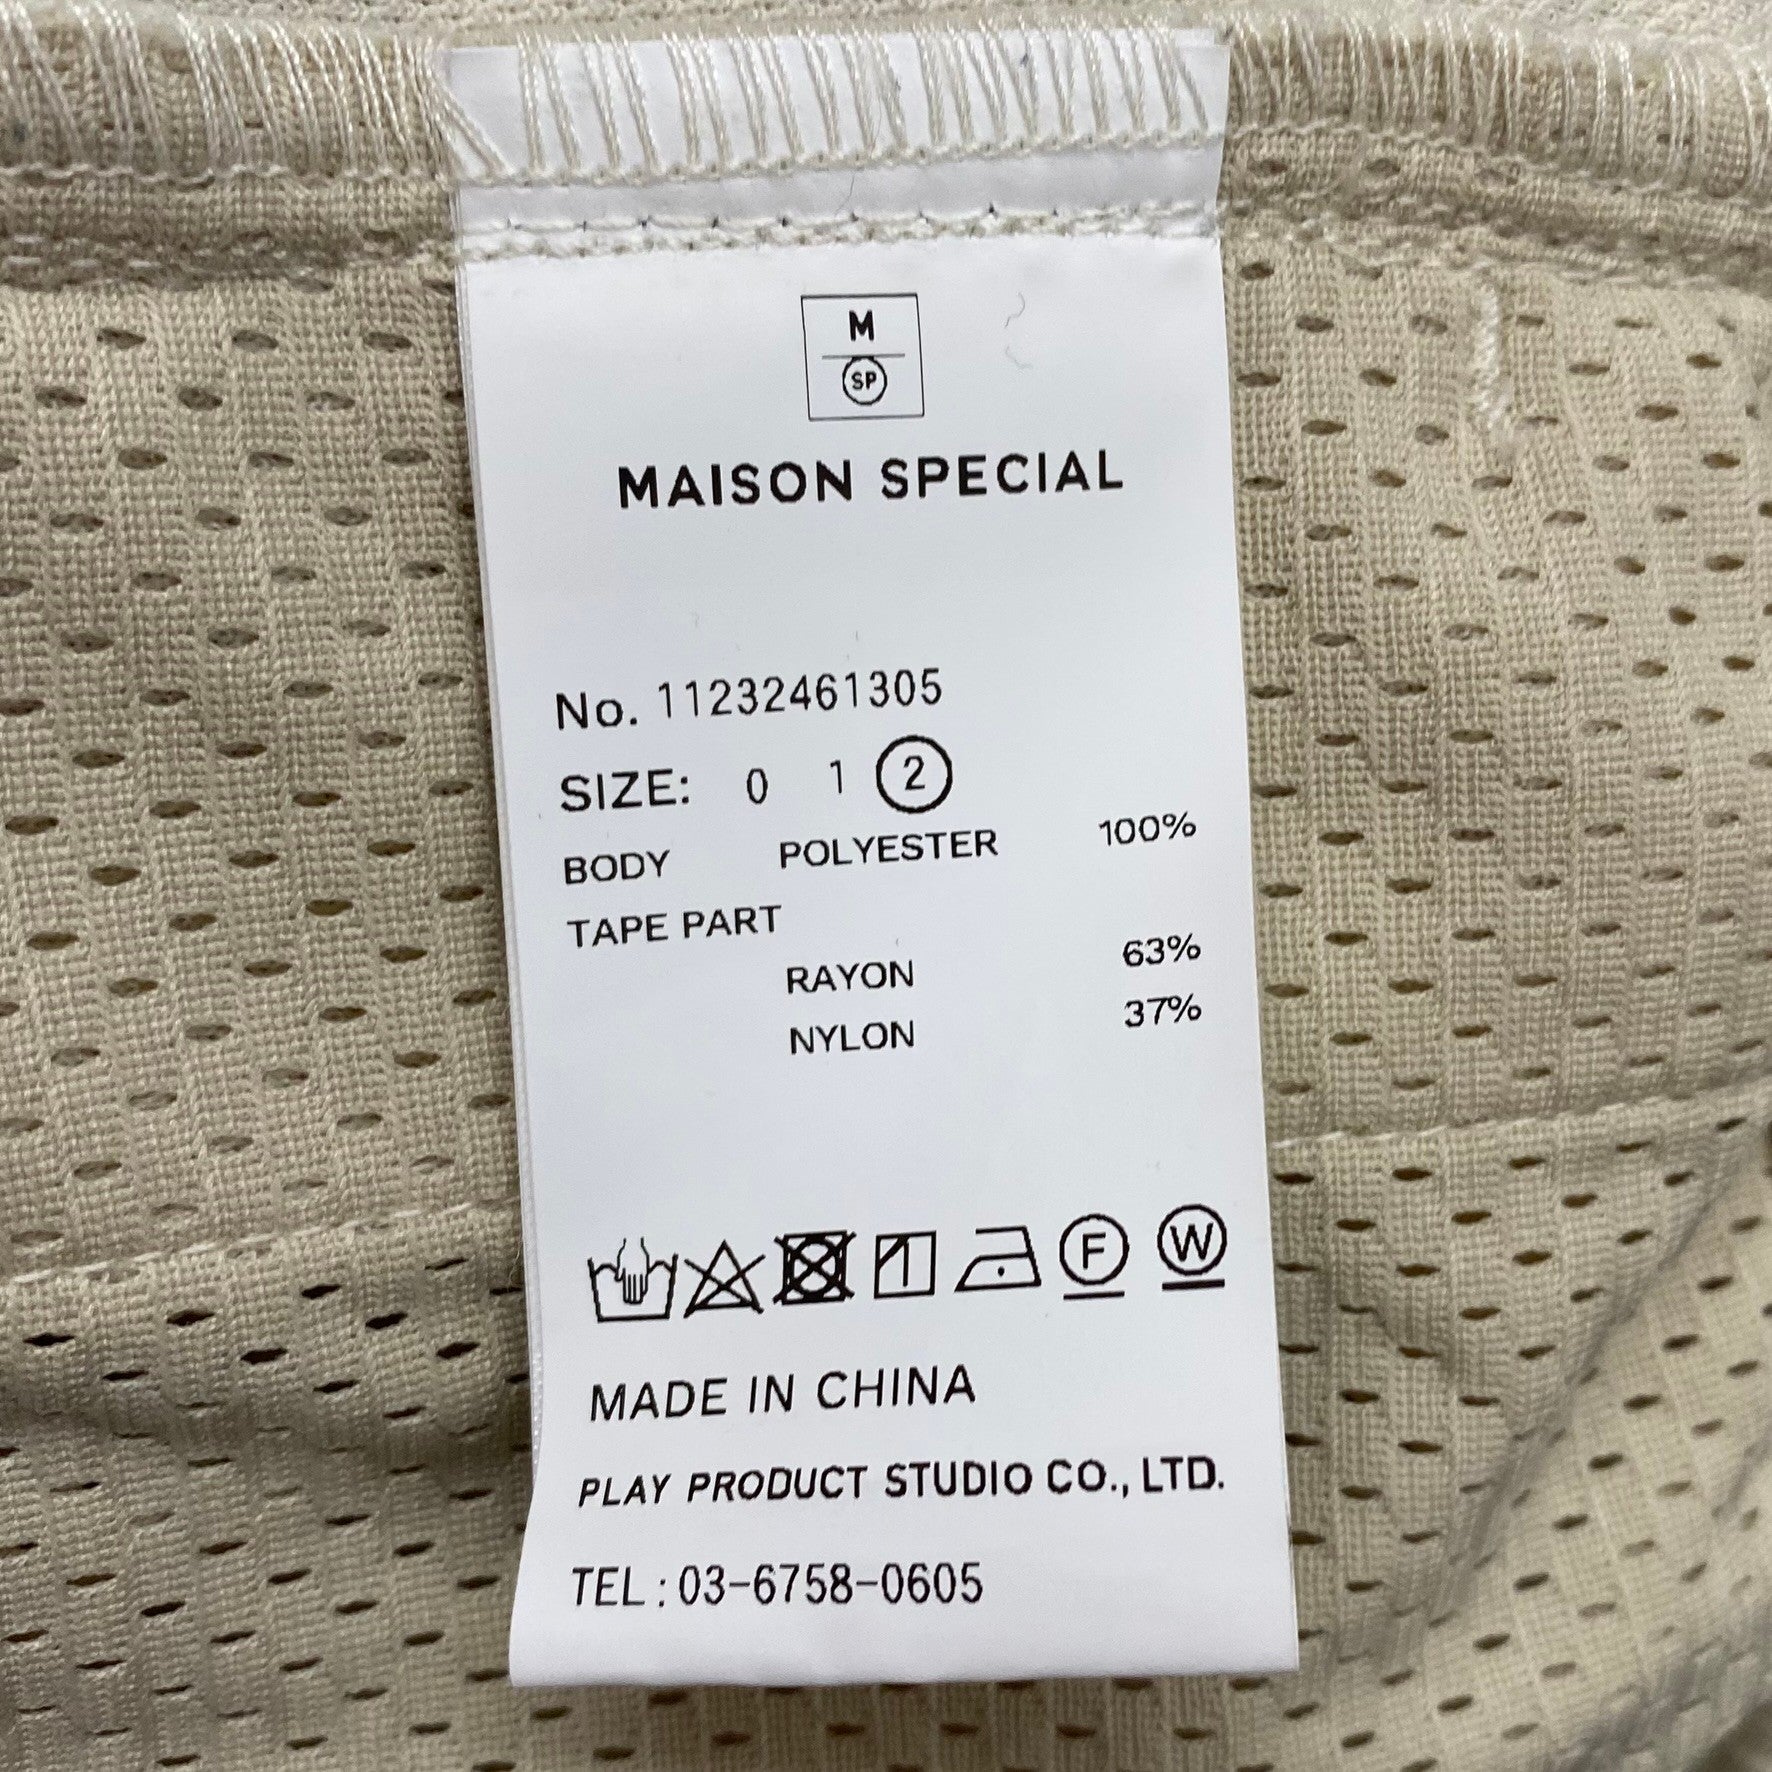 M
SP
MAISON SPECIAL
No. 11232461305
SIZE: 0 1 2
BODY POLYESTER 100%
TAPE PART
RAYON 63%
NYLON 37%
F W
MADE IN CHINA
PLAY PRODUCT STUDIO CO., LTD.
TEL : 03-6758-0605